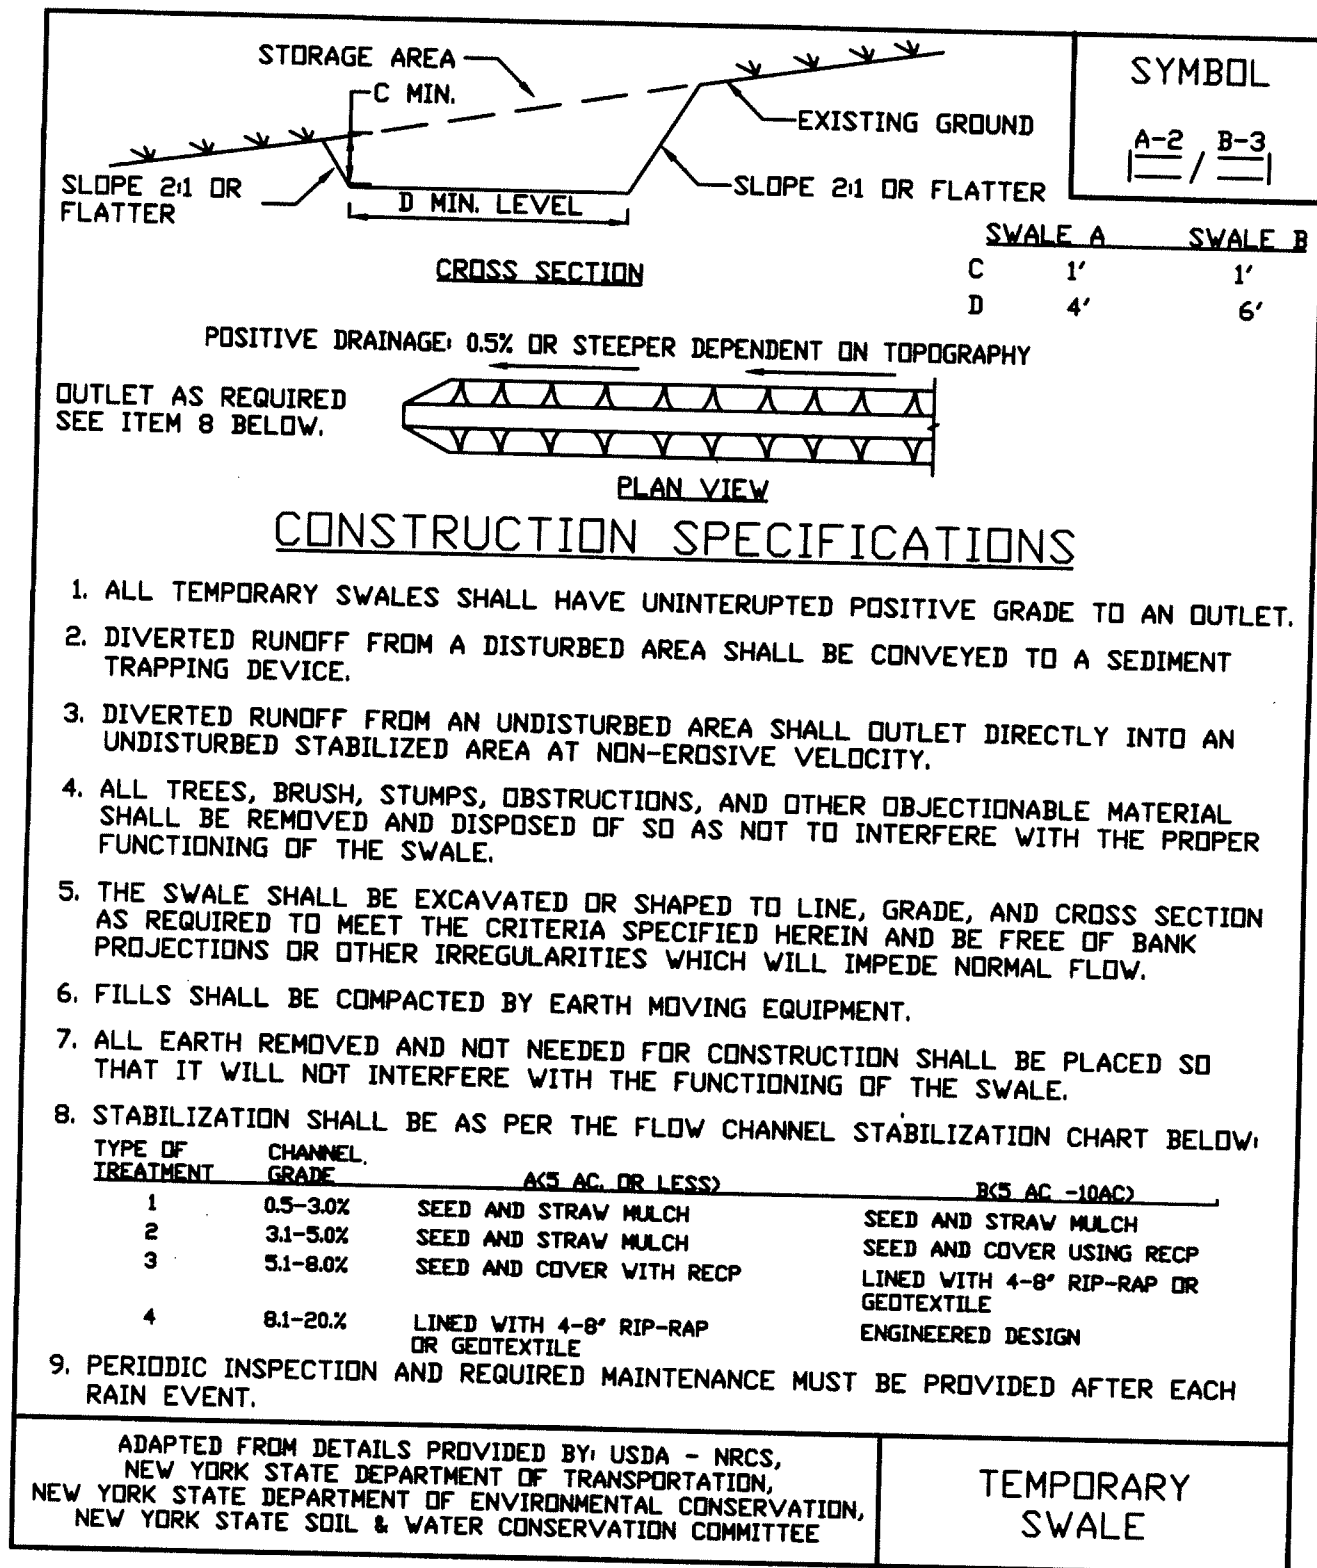 STORAGE AREA
C MIN.
EXISTING GROUND
SLOPE 2:1 OR
FLATTER
D MIN. LEVEL
SLOPE 2:1 OR FLATTER
CROSS SECTION
SYMBOL
A-2 / B-3
SWALE A SWALE B
C 1' 1'
D 4' 6'
POSITIVE DRAINAGE: 0.5% OR STEEPER DEPENDENT ON TOPOGRAPHY
OUTLET AS REQUIRED
SEE ITEM 8 BELOW.
PLAN VIEW
CONSTRUCTION SPECIFICATIONS
1. ALL TEMPORARY SWALES SHALL HAVE UNINTERUPTED POSITIVE GRADE TO AN OUTLET.
2. DIVERTED RUNOFF FROM A DISTURBED AREA SHALL BE CONVEYED TO A SEDIMENT
TRAPPING DEVICE.
3. DIVERTED RUNOFF FROM AN UNDISTURBED AREA SHALL OUTLET DIRECTLY INTO AN
UNDISTURBED STABILIZED AREA AT NON-EROSIVE VELOCITY.
4. ALL TREES, BRUSH, STUMPS, OBSTRUCTIONS, AND OTHER OBJECTIONABLE MATERIAL
SHALL BE REMOVED AND DISPOSED OF SO AS NOT TO INTERFERE WITH THE PROPER
FUNCTIONING OF THE SWALE.
5. THE SWALE SHALL BE EXCAVATED OR SHAPED TO LINE, GRADE, AND CROSS SECTION
AS REQUIRED TO MEET THE CRITERIA SPECIFIED HEREIN AND BE FREE OF BANK
PROJECTIONS OR OTHER IRREGULARITIES WHICH WILL IMPEDE NORMAL FLOW.
6. FILLS SHALL BE COMPACTED BY EARTH MOVING EQUIPMENT.
7. ALL EARTH REMOVED AND NOT NEEDED FOR CONSTRUCTION SHALL BE PLACED SO
THAT IT WILL NOT INTERFERE WITH THE FUNCTIONING OF THE SWALE.
8. STABILIZATION SHALL BE AS PER THE FLOW CHANNEL STABILIZATION CHART BELOW:
TYPE OF CHANNEL
TREATMENT GRADE A(5 AC. OR LESS) B(5 AC -10AC)
1 0.5-3.0% SEED AND STRAW MULCH SEED AND STRAW MULCH
2 3.1-5.0% SEED AND STRAW MULCH SEED AND COVER USING RECP
3 5.1-8.0% SEED AND COVER WITH RECP LINED WITH 4-8" RIP-RAP OR
GEOTEXTILE
4 8.1-20.% LINED WITH 4-8" RIP-RAP ENGINEERED DESIGN
OR GEOTEXTILE
9. PERIODIC INSPECTION AND REQUIRED MAINTENANCE MUST BE PROVIDED AFTER EACH
RAIN EVENT.
ADAPTED FROM DETAILS PROVIDED BY: USDA - NRCS,
NEW YORK STATE DEPARTMENT OF TRANSPORTATION,
NEW YORK STATE DEPARTMENT OF ENVIRONMENTAL CONSERVATION,
NEW YORK STATE SOIL & WATER CONSERVATION COMMITTEE
TEMPORARY
SWALE